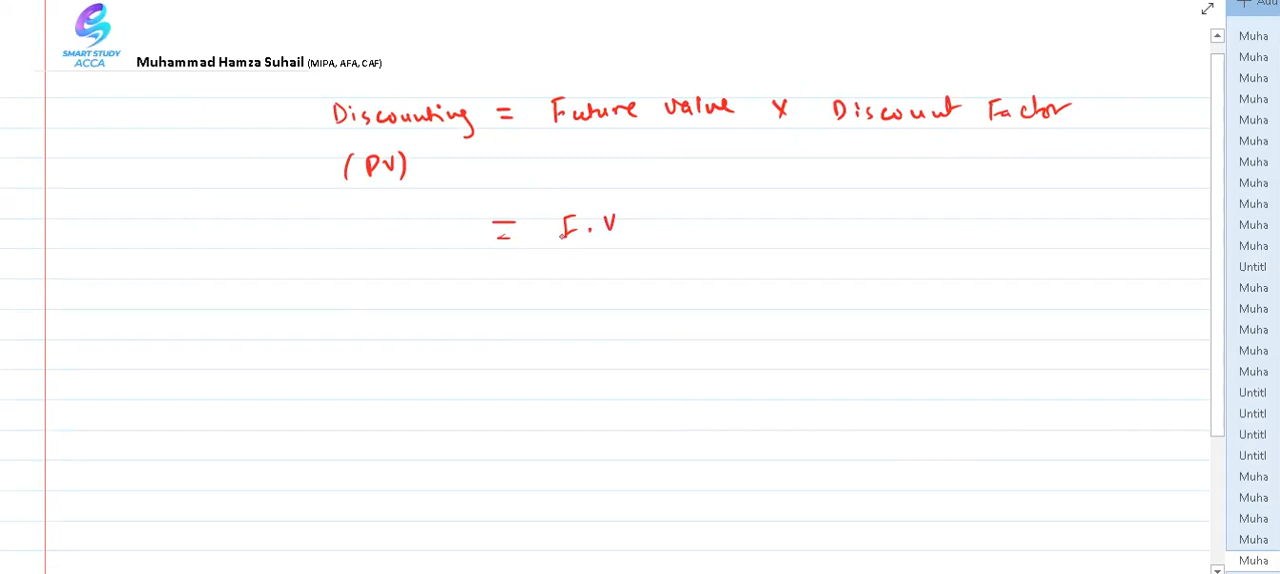 SMART STUDY
ACCA
Muhammad Hamza Suhail (MIPA, AFA, CAF)
Discounting = Future value x Discount Factor
(PV)
= F.V
Add
Muha
Muha
Muha
Muha
Muha
Muha
Muha
Muha
Muha
Muha
Muha
Untitl
Muha
Muha
Muha
Muha
Muha
Untitl
Untitl
Untitl
Untitl
Muha
Muha
Muha
Muha
Muha